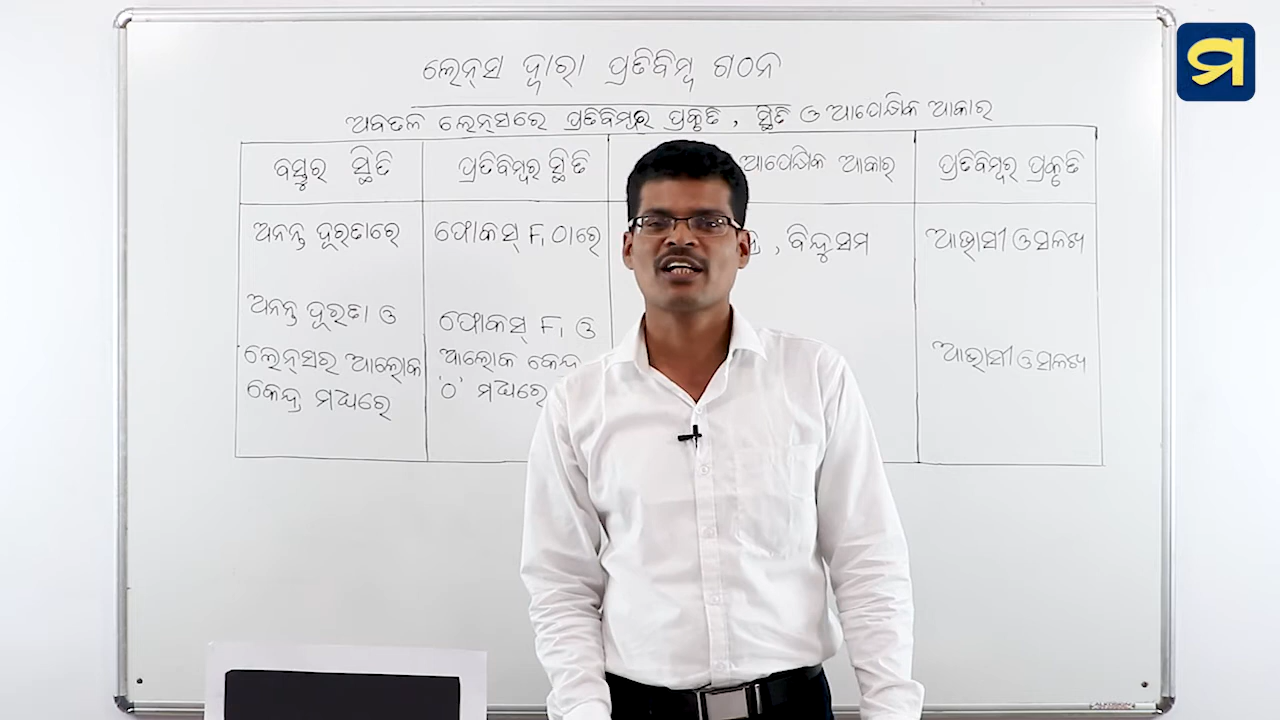 ମ
ଲେନ୍ସ ଦ୍ୱାରା ପ୍ରତିବିମ୍ବ ଗଠନ
ଅବତଳ ଲେନ୍ସରେ ପ୍ରତିବିମ୍ବର ପ୍ରକୃତି , ସ୍ଥିତି ଓ ଆପେକ୍ଷିକ ଆକାର
ବସ୍ତୁର ସ୍ଥିତି
ପ୍ରତିବିମ୍ବର ସ୍ଥିତି
ଆପେକ୍ଷିକ ଆକାର
ପ୍ରତିବିମ୍ବର ପ୍ରକୃତି
ଅନନ୍ତ ଦୂରତାରେ
ଫୋକସ୍ F₁ ଠାରେ
, ବିନ୍ଦୁସମ
ଆଭାସୀ ଓ ସଳଖ
ଅନନ୍ତ ଦୂରତା ଓ
ଲେନ୍ସର ଆଲୋକ
କେନ୍ଦ୍ର ମଧ୍ୟରେ
ଫୋକସ୍ F₁ ଓ
ଆଲୋକ କେନ୍ଦ୍ର
'ଠ' ମଧ୍ୟରେ
ଆଭାସୀ ଓ ସଳଖ